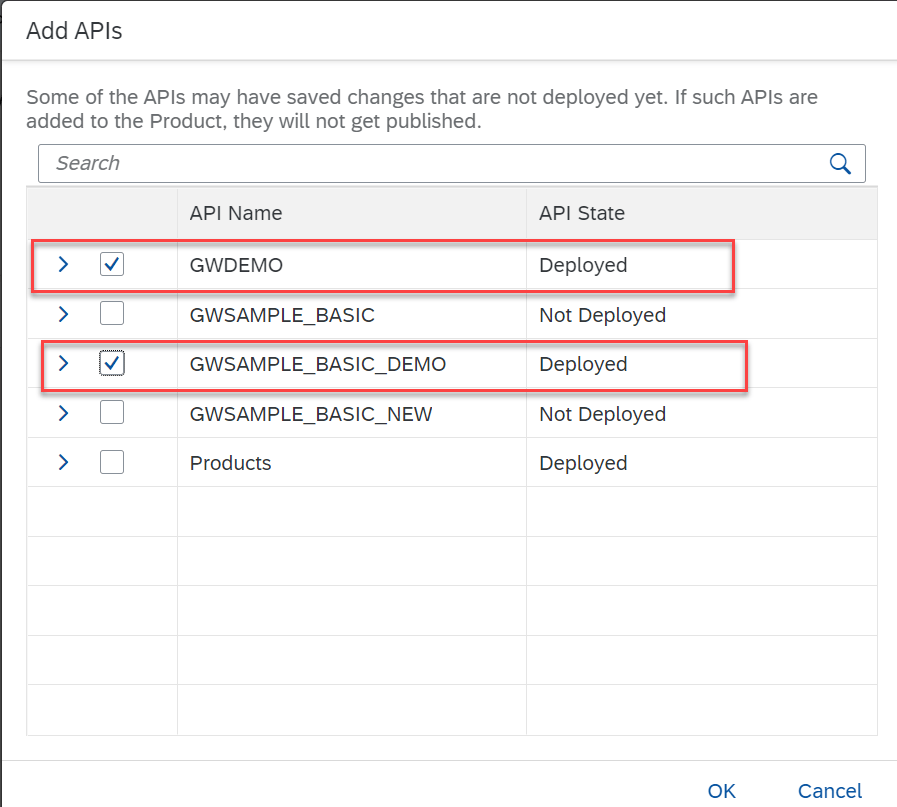 Add APIs
Some of the APIs may have saved changes that are not deployed yet. If such APIs are
added to the Product, they will not get published.
Search
API Name API State
GWDEMO Deployed
GWSAMPLE_BASIC Not Deployed
GWSAMPLE_BASIC_DEMO Deployed
GWSAMPLE_BASIC_NEW Not Deployed
Products Deployed
OK Cancel